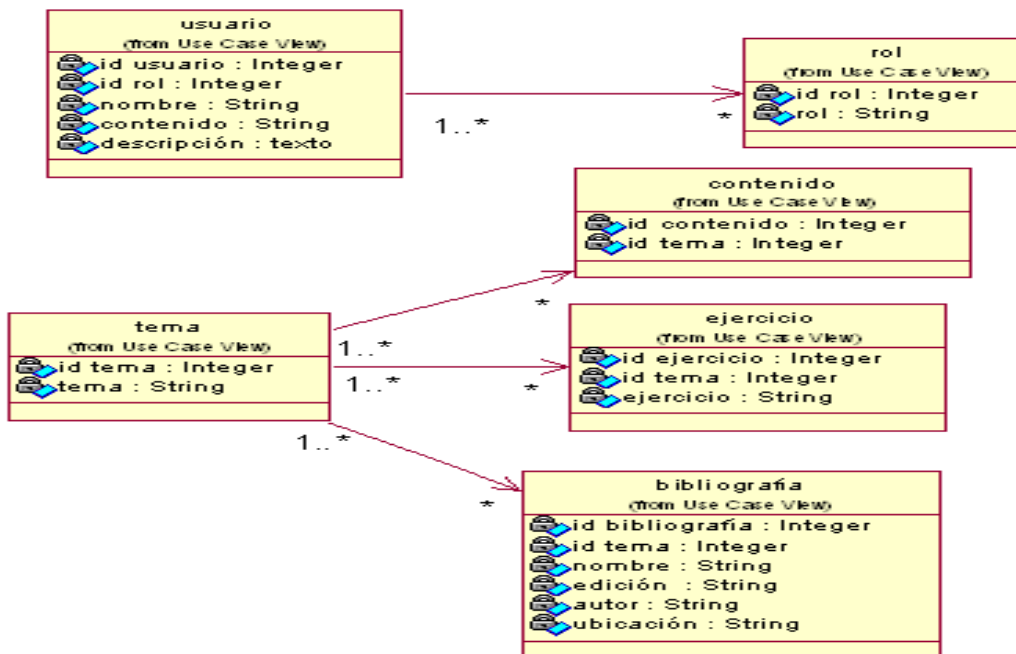 usuario
(from Use Case View)
id usuario : Integer
id rol : Integer
nombre : String
contenido : String
descripción : texto
1..*
*
rol
(from Use Case View)
id rol : Integer
rol : String
contenido
(from Use Case View)
id contenido : Integer
id tema : Integer
tema
(from Use Case View)
id tema : Integer
tema : String
1..*
*
1..*
*
1..*
*
ejercicio
(from Use Case View)
id ejercicio : Integer
id tema : Integer
ejercicio : String
bibliografía
(from Use Case View)
id bibliografía : Integer
id tema : Integer
nombre : String
edición : String
autor : String
ubicación : String